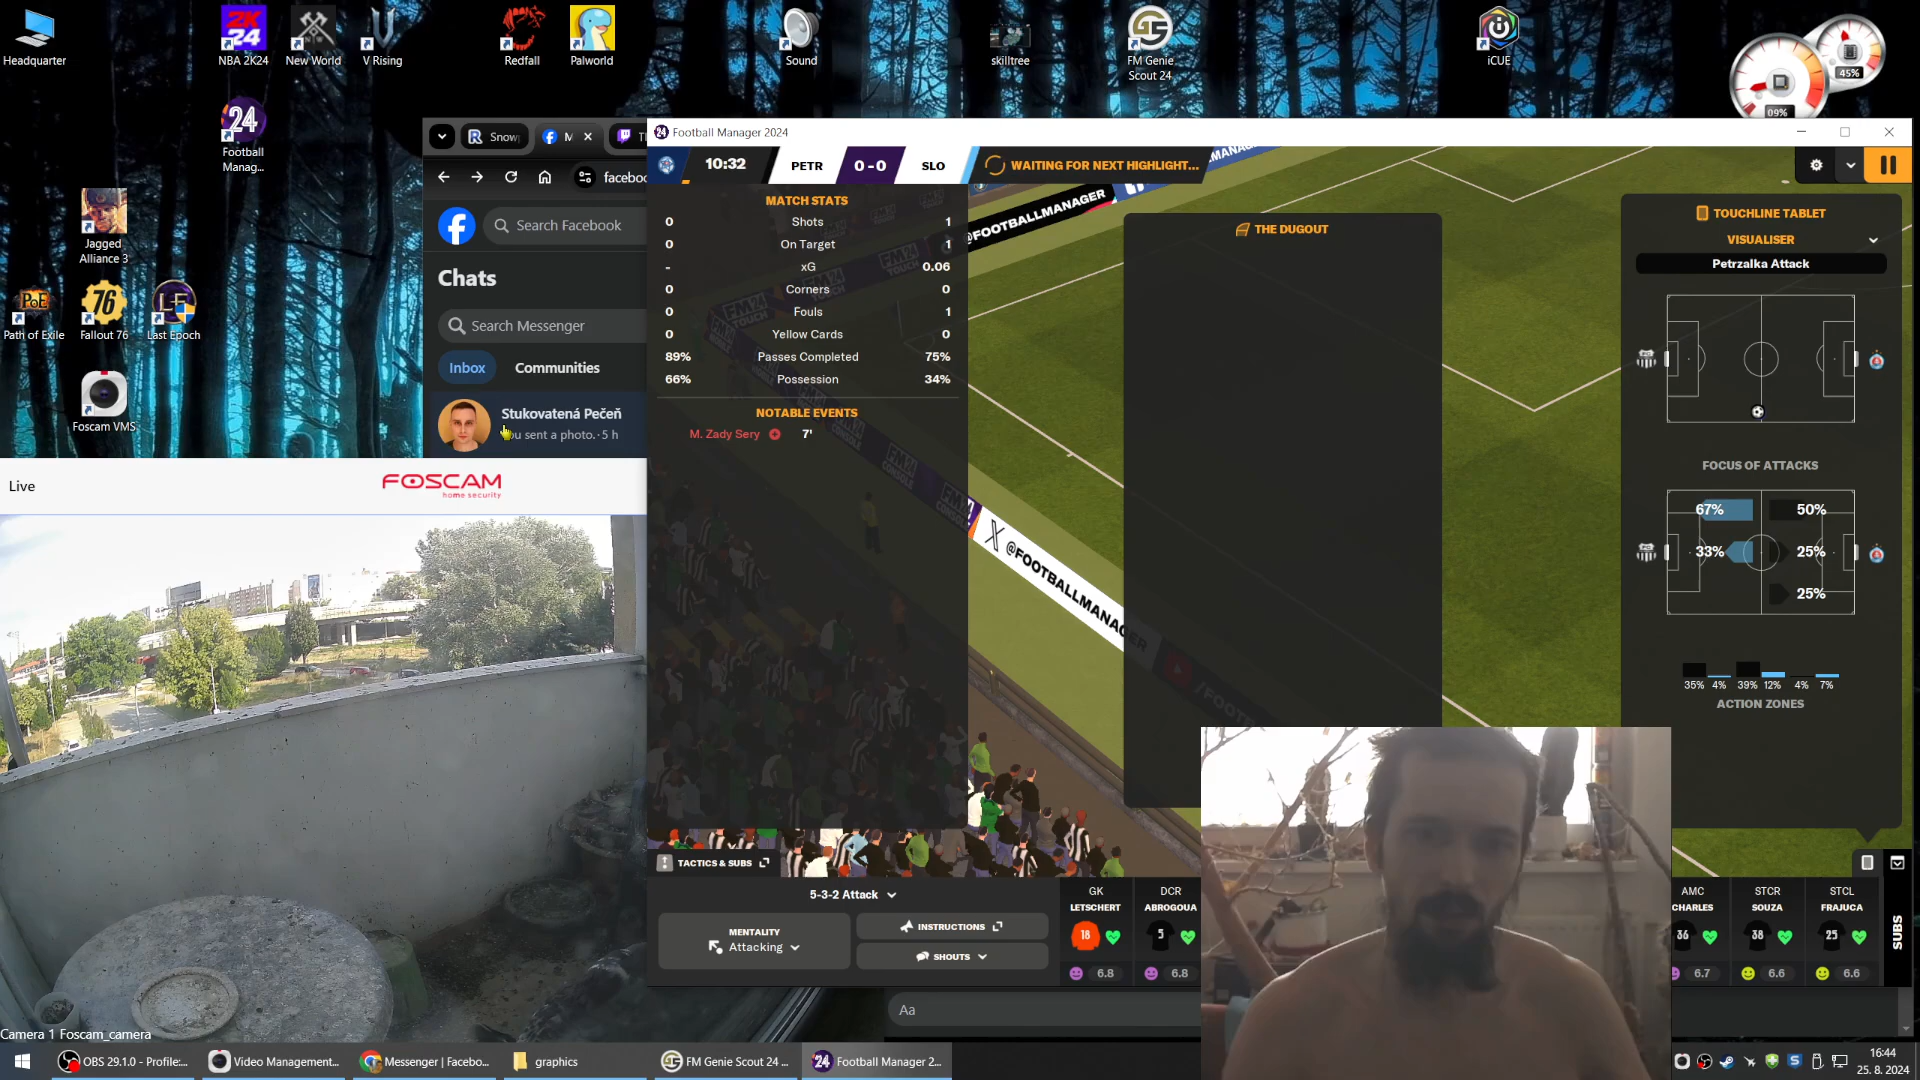 Headquarter
NBA 2K24
New World
V Rising
Redfall
Palworld
Sound
skilltree
FM Genie
Scout 24
iCUE
45%
09%
24
Football
Manag...
Jagged
Alliance 3
Path of Exile
Fallout 76
Last Epoch
Foscam VMS
Snow
M
Football Manager 2024
facebo
Search Facebook
Chats
Search Messenger
Inbox
Communities
Stukovatená Pečeň
You sent a photo. · 5 h
Live
FOSCAM
home security
Camera 1 Foscam_camera
10:32
PETR
0 - 0
SLO
WAITING FOR NEXT HIGHLIGHT...
MATCH STATS
0 Shots 1
0 On Target 1
- xG 0.06
0 Corners 0
0 Fouls 1
0 Yellow Cards 0
89% Passes Completed 75%
66% Possession 34%
NOTABLE EVENTS
M. Zady Sery 7'
@FOOTBALLMANAGER
@FOOTBALLMANAGER
THE DUGOUT
TOUCHLINE TABLET
VISUALISER
Petrzalka Attack
FOCUS OF ATTACKS
67% 50%
33% 25%
25%
35% 4% 39% 12% 4% 7%
ACTION ZONES
TACTICS & SUBS
5-3-2 Attack
MENTALITY
Attacking
INSTRUCTIONS
SHOUTS
GK
LETSCHERT
18
6.8
DCR
ABROGOUA
5
6.8
AMC
CHARLES
36
6.7
STCR
SOUZA
38
6.6
STCL
FRAJUCA
25
6.6
SUBS
Aa
OBS 29.1.0 - Profile:...
Video Management...
Messenger | Facebo...
graphics
FM Genie Scout 24 ...
Football Manager 2...
16:44
25. 8. 2024